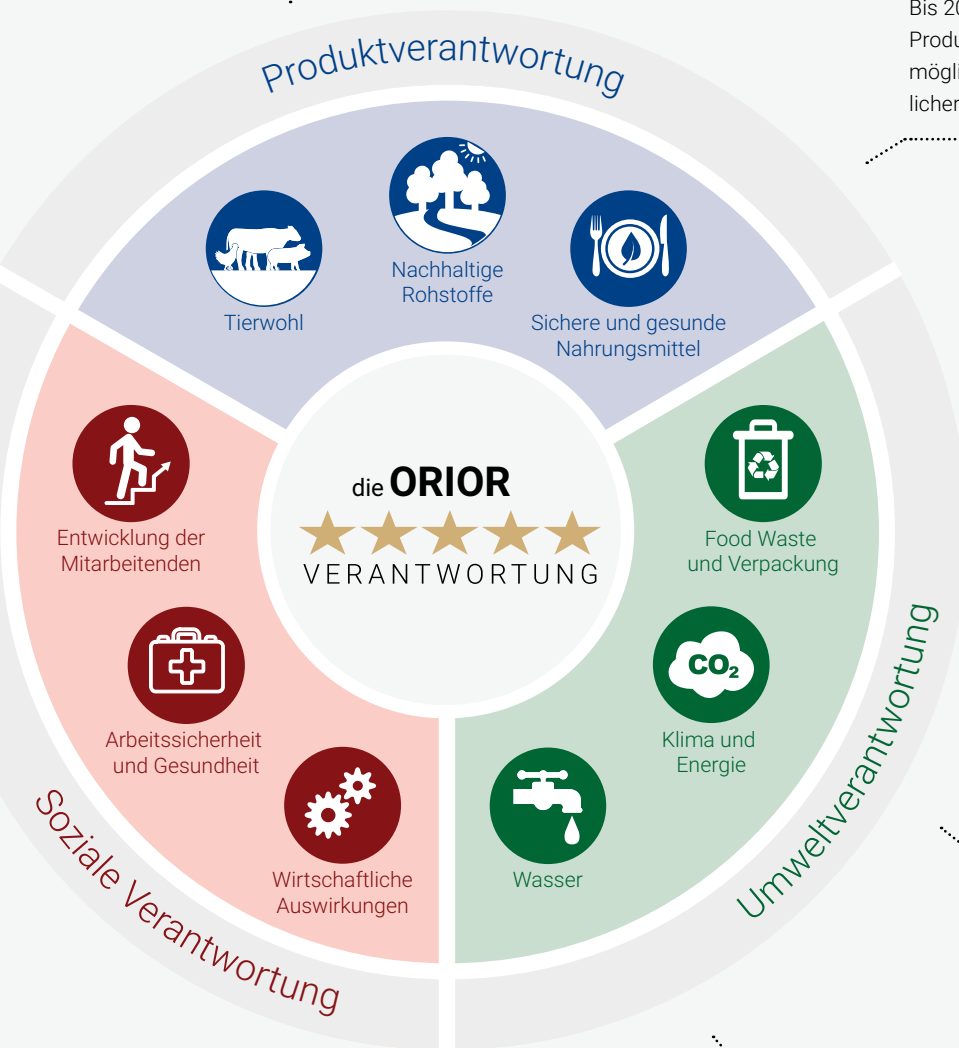 Produktverantwortung
Tierwohl
Nachhaltige
Rohstoffe
Sichere und gesunde
Nahrungsmittel
die ORIOR
VERANTWORTUNG
Entwicklung der
Mitarbeitenden
Arbeitssicherheit
und Gesundheit
Wirtschaftliche
Auswirkungen
Soziale Verantwortung
Food Waste
und Verpackung
CO₂
Klima und
Energie
Wasser
Umweltverantwortung
Bis